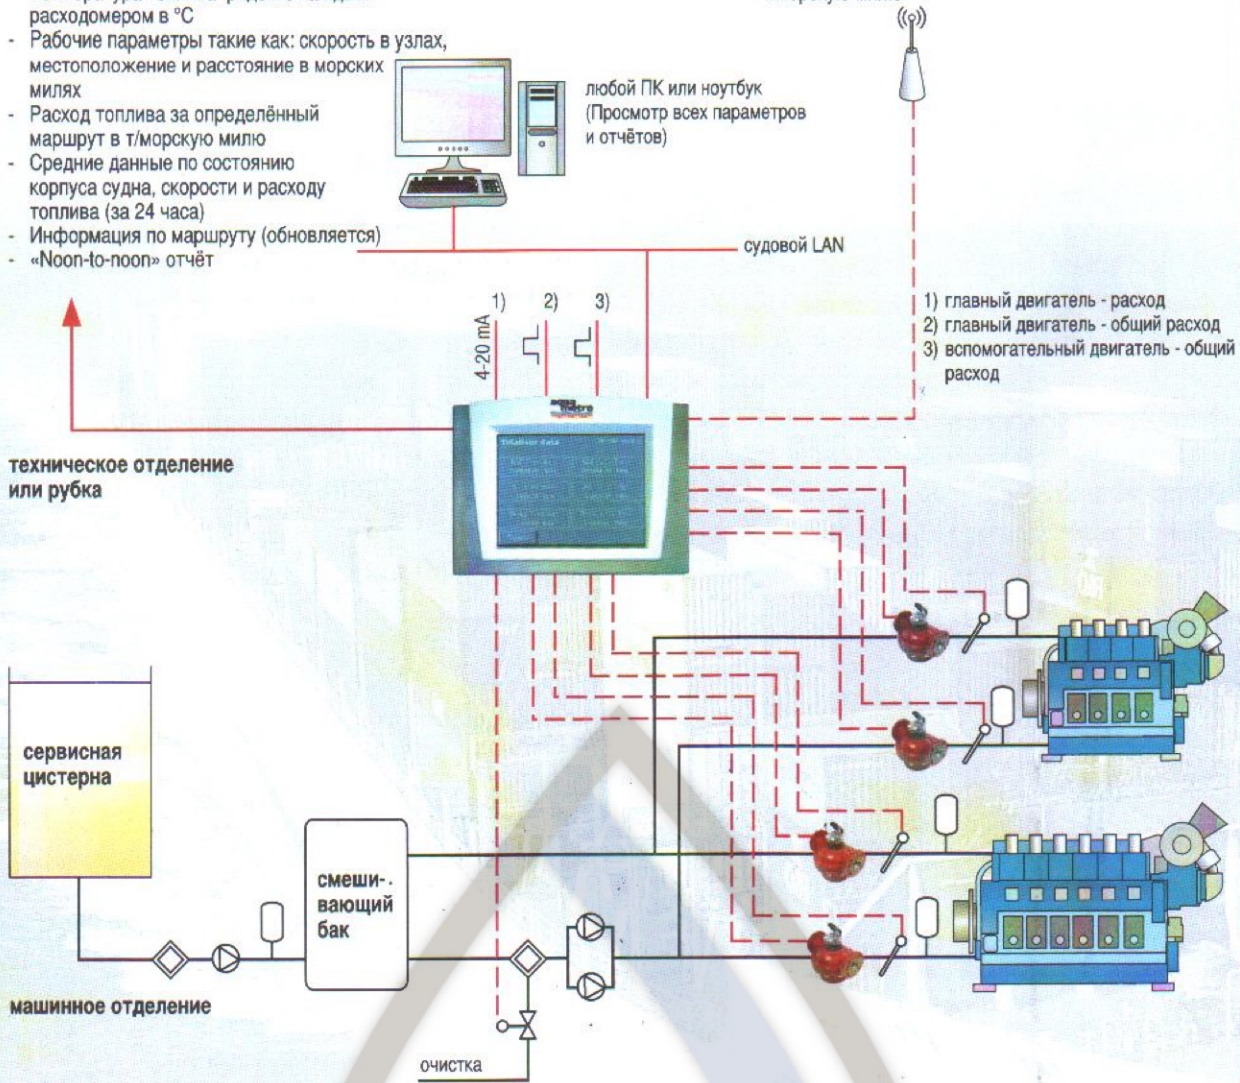 расходомером в °C
- Рабочие параметры такие как: скорость в узлах,
местоположение и расстояние в морских
милях
- Расход топлива за определённый
маршрут в т/морскую милю
- Средние данные по состоянию
корпуса судна, скорости и расходу
топлива (за 24 часа)
- Информация по маршруту (обновляется)
- «Noon-to-noon» отчёт
любой ПК или ноутбук
(Просмотр всех параметров
и отчётов)
судовой LAN
1)
2)
3)
4-20 mA
1) главный двигатель - расход
2) главный двигатель - общий расход
3) вспомогательный двигатель - общий
расход
aqua
metro
техническое отделение
или рубка
сервисная
цистерна
смеши-
вающий
бак
машинное отделение
очистка